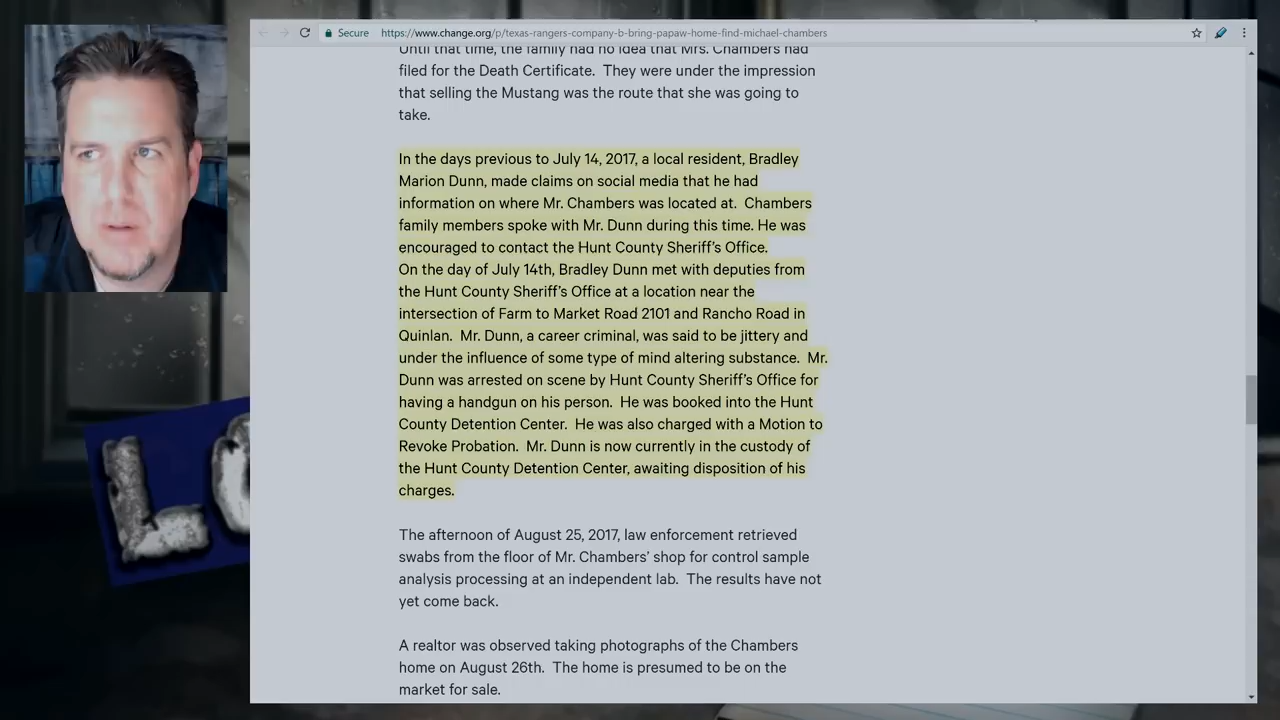 Secure
https://www.change.org/p/texas-rangers-company-b-bring-papaw-home-find-michael-chambers
Until that time, the family had no idea that Mrs. Chambers had
filed for the Death Certificate.  They were under the impression
that selling the Mustang was the route that she was going to
take.
In the days previous to July 14, 2017, a local resident, Bradley
Marion Dunn, made claims on social media that he had
information on where Mr. Chambers was located at.  Chambers
family members spoke with Mr. Dunn during this time. He was
encouraged to contact the Hunt County Sheriff’s Office.
On the day of July 14th, Bradley Dunn met with deputies from
the Hunt County Sheriff’s Office at a location near the
intersection of Farm to Market Road 2101 and Rancho Road in
Quinlan.  Mr. Dunn, a career criminal, was said to be jittery and
under the influence of some type of mind altering substance.  Mr.
Dunn was arrested on scene by Hunt County Sheriff’s Office for
having a handgun on his person.  He was booked into the Hunt
County Detention Center.  He was also charged with a Motion to
Revoke Probation.  Mr. Dunn is now currently in the custody of
the Hunt County Detention Center, awaiting disposition of his
charges.
The afternoon of August 25, 2017, law enforcement retrieved
swabs from the floor of Mr. Chambers’ shop for control sample
analysis processing at an independent lab.  The results have not
yet come back.
A realtor was observed taking photographs of the Chambers
home on August 26th.  The home is presumed to be on the
market for sale.
LO